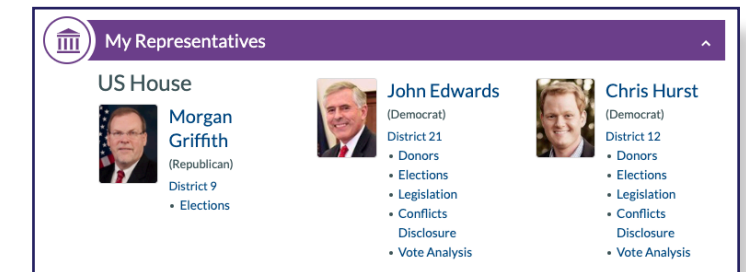 My Representatives
US House
Morgan
Griffith
(Republican)
District 9
• Elections
John Edwards
(Democrat)
District 21
• Donors
• Elections
• Legislation
• Conflicts
Disclosure
• Vote Analysis
Chris Hurst
(Democrat)
District 12
• Donors
• Elections
• Legislation
• Conflicts
Disclosure
• Vote Analysis